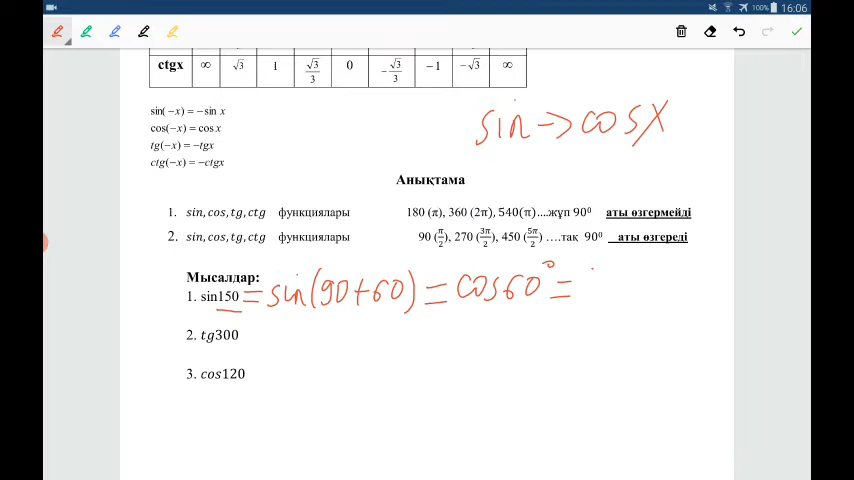 100% 16:06
ctgx ∞ √3 1 √3/3 0 -√3/3 -1 -√3 ∞
sin(-x) = -sin x
cos(-x) = cos x
tg(-x) = -tgx
ctg(-x) = -ctgx
sin -> cosx
Анықтама
1. sin, cos, tg, ctg функциялары 180 (π), 360 (2π), 540(π)....жұп 90⁰ аты өзгермейді
2. sin, cos, tg, ctg функциялары 90 (π/2), 270 (3π/2), 450 (5π/2) ....тақ 90⁰ аты өзгереді
Мысалдар:
1. sin150 = sin(90+60) = cos60° =
2. tg300
3. cos120